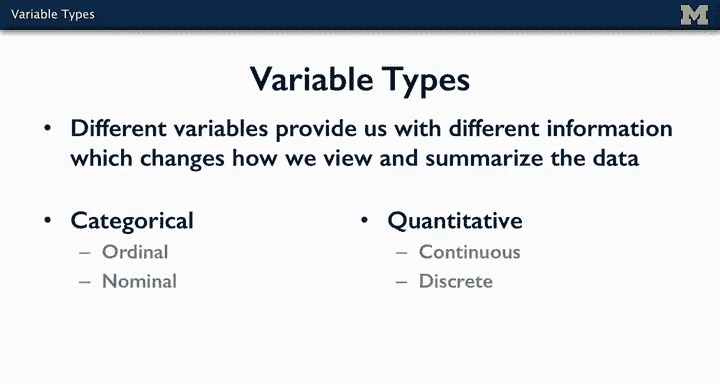 Variable Types
M
Variable Types
• Different variables provide us with different information
which changes how we view and summarize the data
• Categorical
– Ordinal
– Nominal
• Quantitative
– Continuous
– Discrete